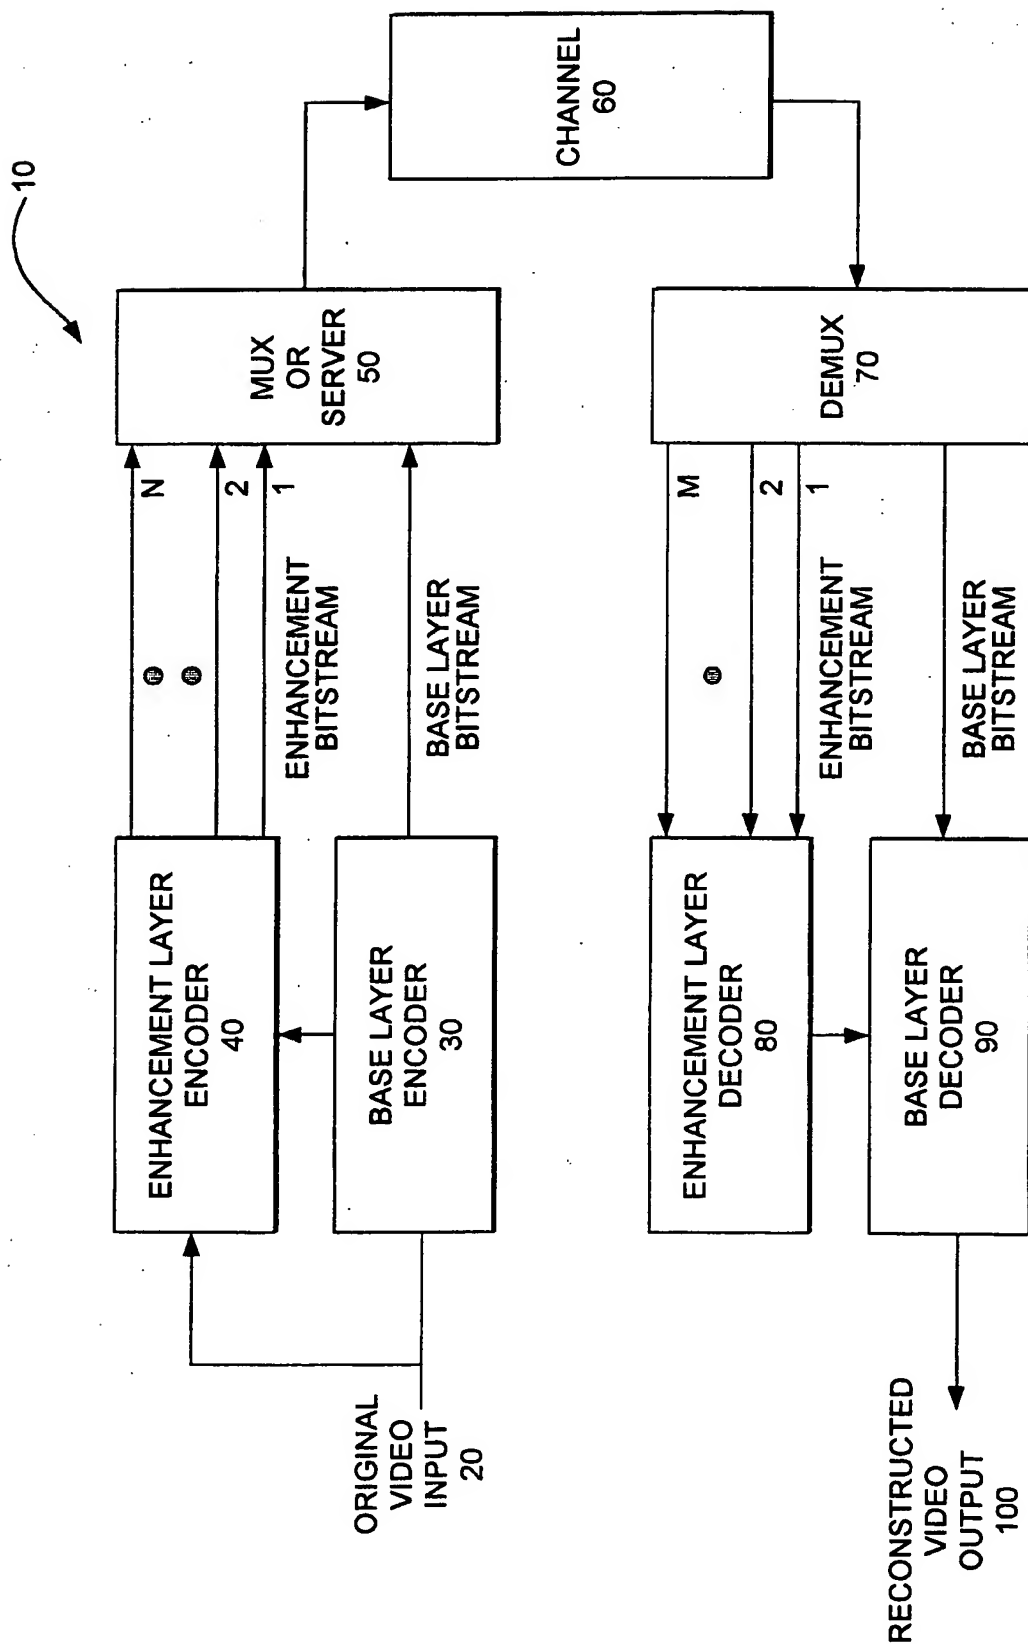 10
ORIGINAL
VIDEO
INPUT
20
ENHANCEMENT LAYER
ENCODER
40
BASE LAYER
ENCODER
30
N
2
1
ENHANCEMENT
BITSTREAM
BASE LAYER
BITSTREAM
MUX
OR
SERVER
50
CHANNEL
60
DEMUX
70
M
2
1
ENHANCEMENT
BITSTREAM
BASE LAYER
BITSTREAM
ENHANCEMENT LAYER
DECODER
80
BASE LAYER
DECODER
90
RECONSTRUCTED
VIDEO
OUTPUT
100